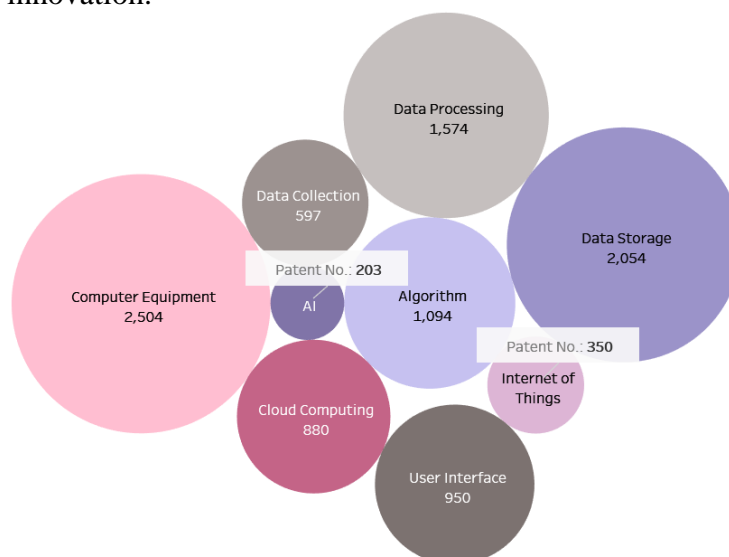 innovation.
Data Processing
1,574
Data Collection
597
Data Storage
2,054
Patent No.: 203
Computer Equipment
2,504
AI
Algorithm
1,094
Patent No.: 350
Internet of
Things
Cloud Computing
880
User Interface
950